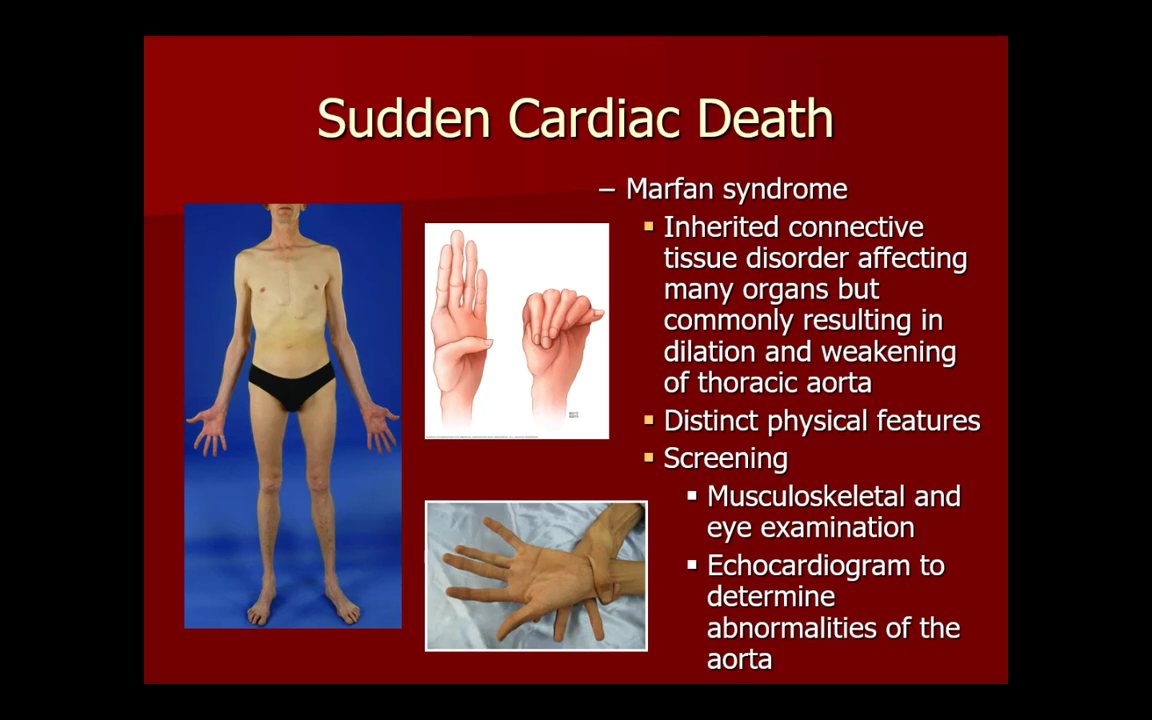 Sudden Cardiac Death
– Marfan syndrome
▪ Inherited connective
tissue disorder affecting
many organs but
commonly resulting in
dilation and weakening
of thoracic aorta
▪ Distinct physical features
▪ Screening
▪ Musculoskeletal and
eye examination
▪ Echocardiogram to
determine
abnormalities of the
aorta